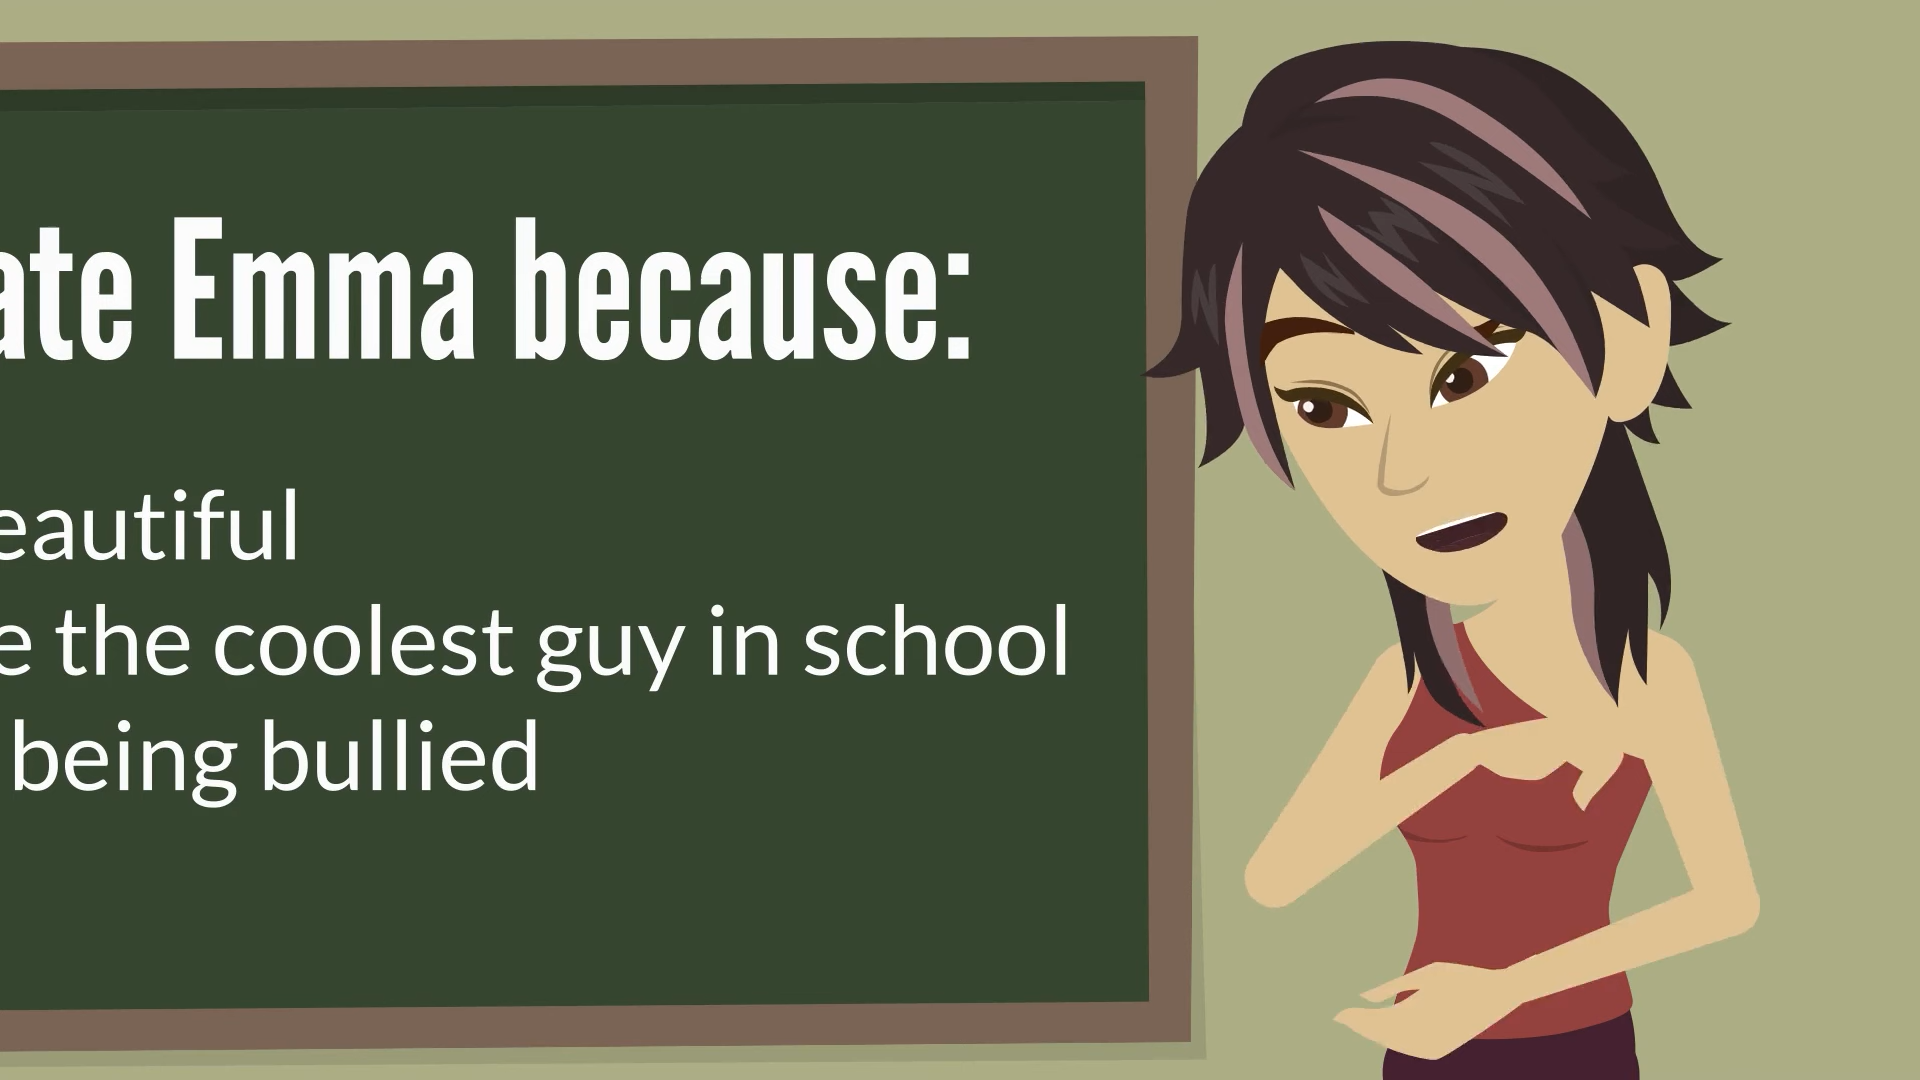 ate Emma because:
eautiful
e the coolest guy in school
being bullied